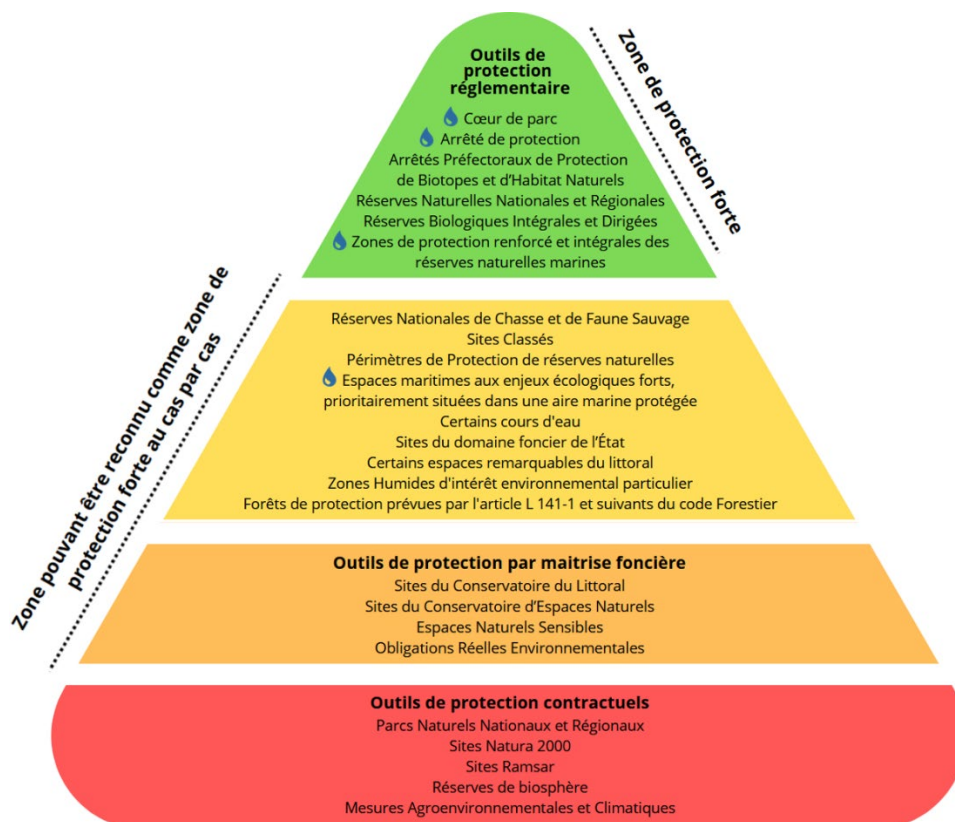 Outils de
protection
réglementaire
Cœur de parc
Arrêté de protection
Arrêtés Préfectoraux de Protection
de Biotopes et d'Habitat Naturels
Réserves Naturelles Nationales et Régionales
Réserves Biologiques Intégrales et Dirigées
Zones de protection renforcé et intégrales des
réserves naturelles marines
Zone de protection forte
Zone pouvant être reconnu comme zone de
protection forte au cas par cas
Réserves Nationales de Chasse et de Faune Sauvage
Sites Classés
Périmètres de Protection de réserves naturelles
Espaces maritimes aux enjeux écologiques forts,
prioritairement situées dans une aire marine protégée
Certains cours d'eau
Sites du domaine foncier de l'État
Certains espaces remarquables du littoral
Zones Humides d'intérêt environmental particulier
Forêts de protection prévues par l'article L 141-1 et suivants du code Forestier
Outils de protection par maitrise foncière
Sites du Conservatoire du Littoral
Sites du Conservatoire d'Espaces Naturels
Espaces Naturels Sensibles
Obligations Réelles Environnementales
Outils de protection contractuels
Parcs Naturels Nationaux et Régionaux
Sites Natura 2000
Sites Ramsar
Réserves de biosphère
Mesures Agroenvironnementales et Climatiques